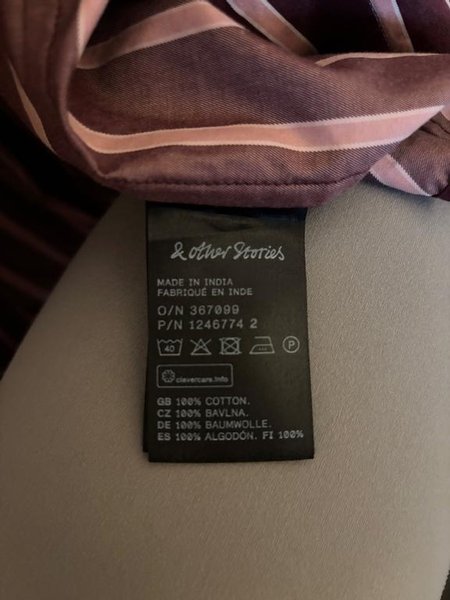 & Other Stories
MADE IN INDIA
FABRIQUÉ EN INDE
O/N 367099
P/N 1246774 2
40 P
clevercare.info
GB 100% COTTON.
CZ 100% BAVLNA.
DE 100% BAUMWOLLE.
ES 100% ALGODÓN. FI 100%